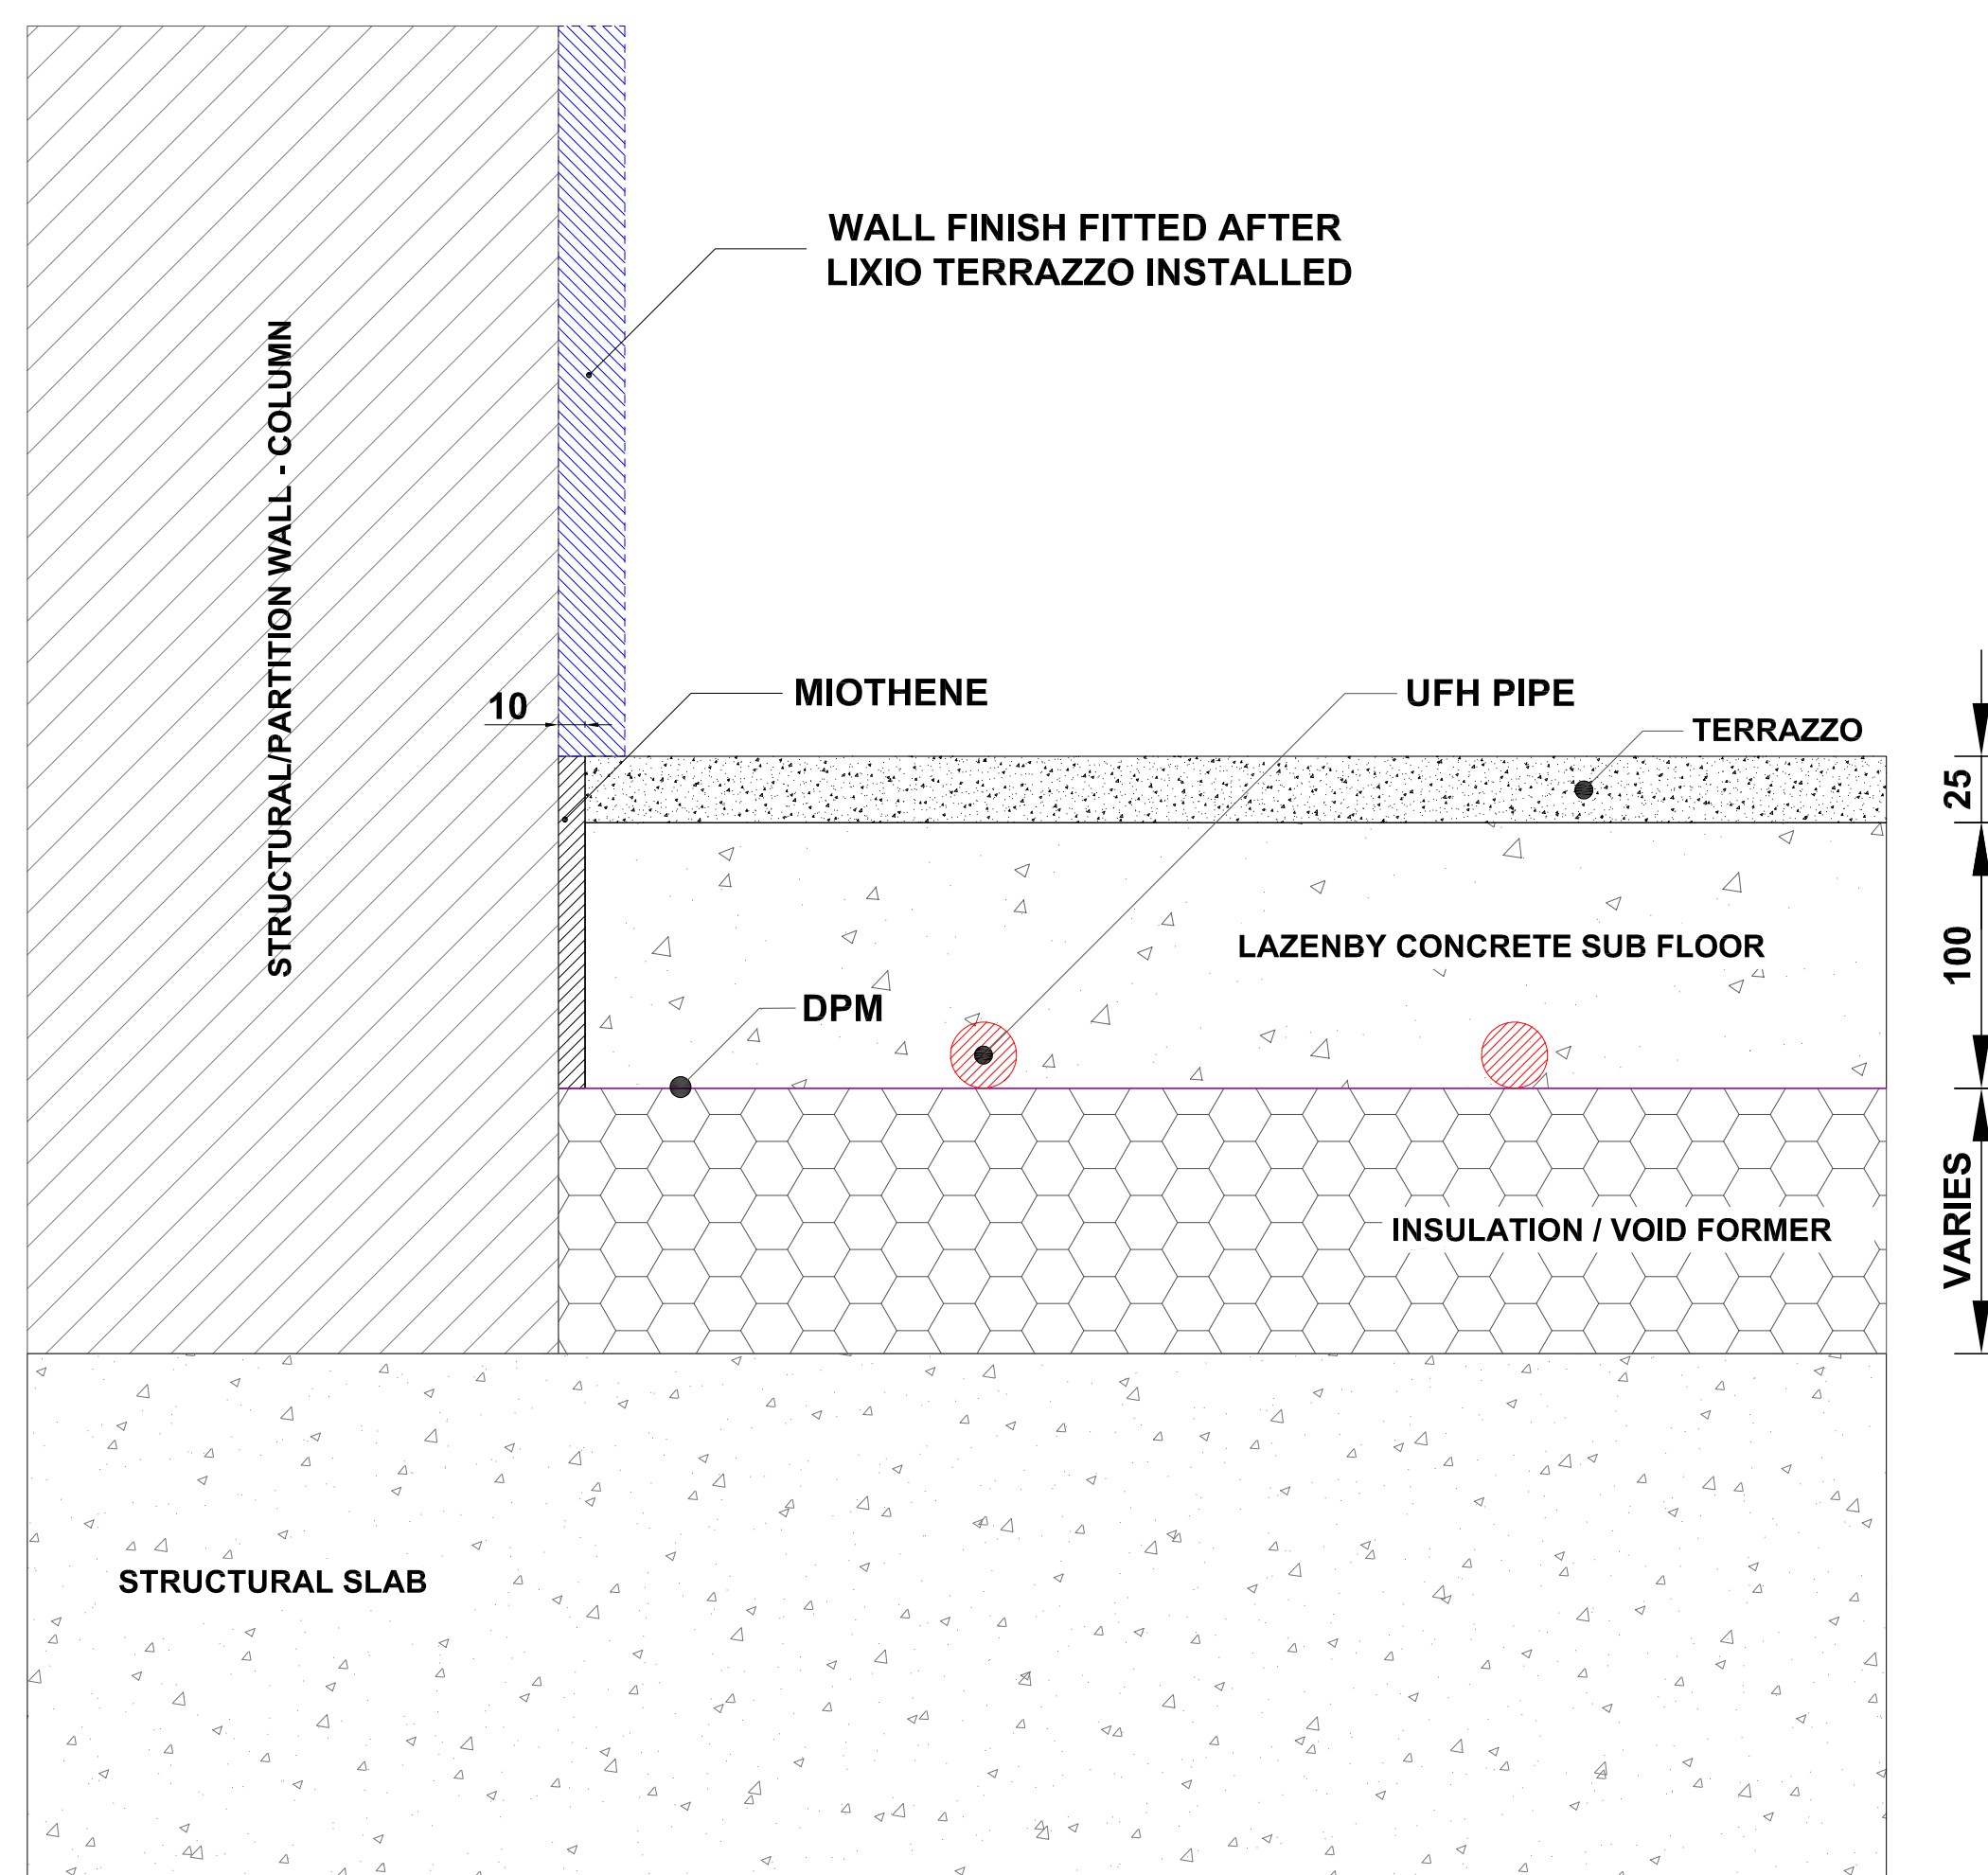 WALL FINISH FITTED AFTER
LIXIO TERRAZZO INSTALLED
STRUCTURAL/PARTITION WALL - COLUMN
10
MIOTHENE
UFH PIPE
TERRAZZO
25
LAZENBY CONCRETE SUB FLOOR
100
DPM
INSULATION / VOID FORMER
VARIES
STRUCTURAL SLAB